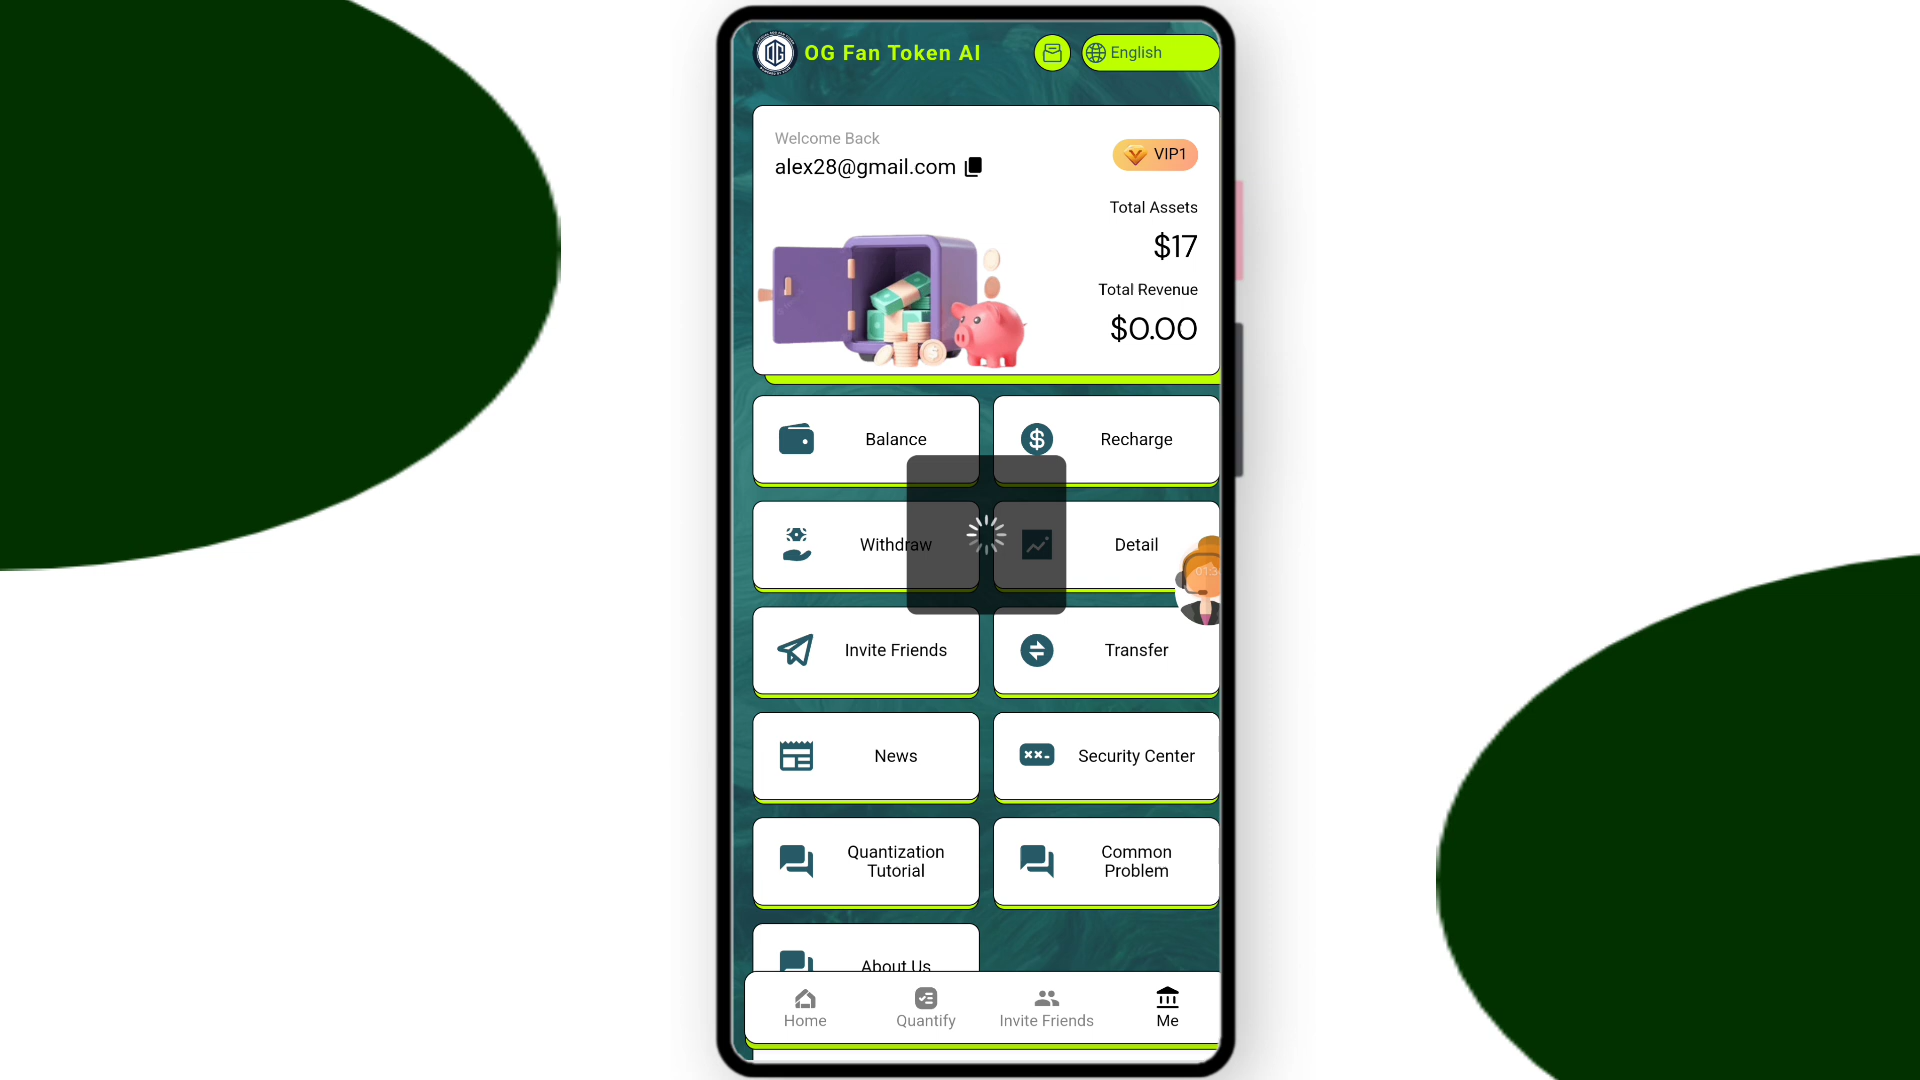 OG Fan Token AI
English
Welcome Back
alex28@gmail.com
VIP1
Total Assets
$17
Total Revenue
$0.00
Balance
Recharge
Withdraw
Detail
Invite Friends
Transfer
News
Security Center
Quantization
Tutorial
Common
Problem
About Us
Home
Quantify
Invite Friends
Me